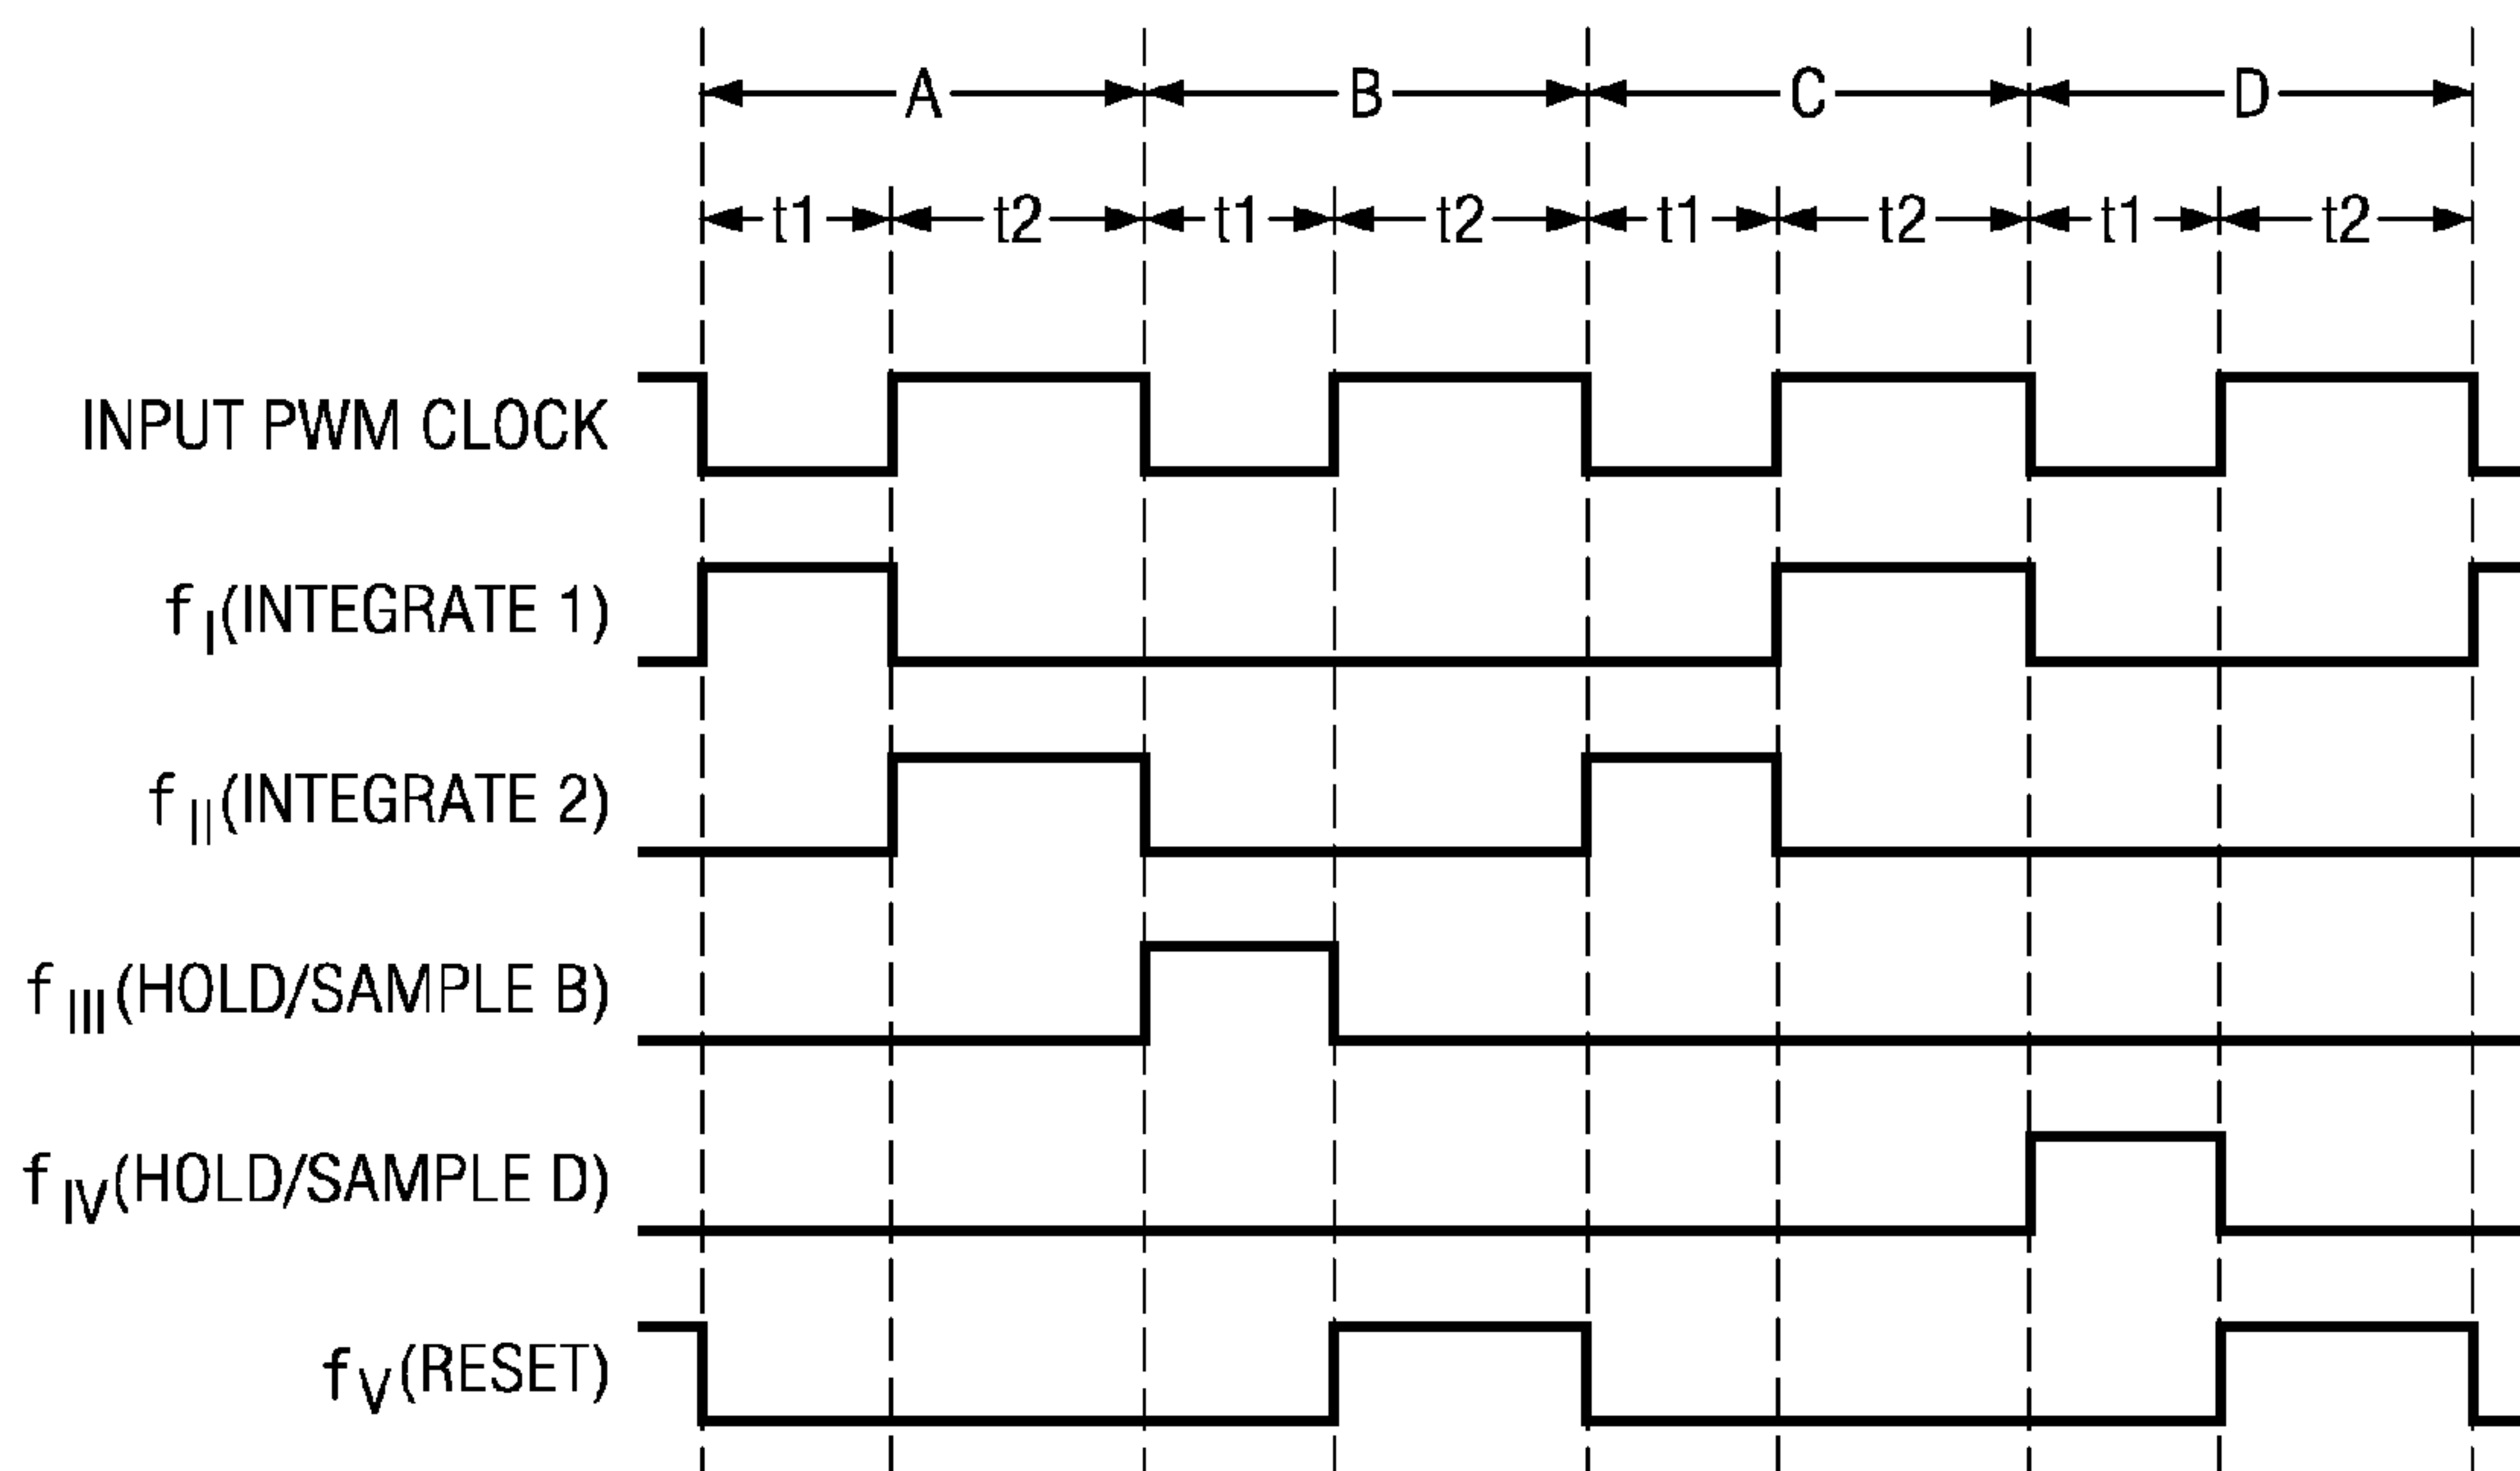 A B C D
t1 t2 t1 t2 t1 t2 t1 t2
INPUT PWM CLOCK
f I (INTEGRATE 1)
f II (INTEGRATE 2)
f III (HOLD/SAMPLE B)
f IV (HOLD/SAMPLE D)
f V (RESET)